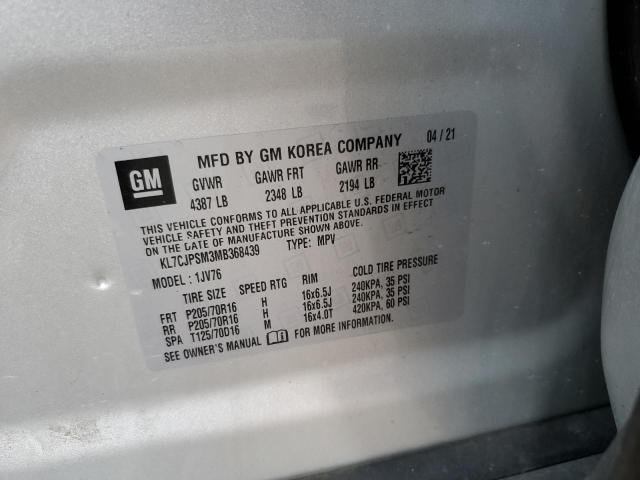 GM
MFD BY GM KOREA COMPANY 04/21
GVWR GAWR FRT GAWR RR
4387 LB 2348 LB 2194 LB
THIS VEHICLE CONFORMS TO ALL APPLICABLE U.S. FEDERAL MOTOR
VEHICLE SAFETY AND THEFT PREVENTION STANDARDS IN EFFECT
ON THE DATE OF MANUFACTURE SHOWN ABOVE.
KL7CJPSM3MB368439 TYPE: MPV
MODEL: 1JV76
TIRE SIZE SPEED RTG RIM COLD TIRE PRESSURE
FRT P205/70R16 H 16x6.5J 240KPA, 35 PSI
RR P205/70R16 H 16x6.5J 240KPA, 35 PSI
SPA T125/70D16 M 16x4.0T 420KPA, 60 PSI
SEE OWNER'S MANUAL FOR MORE INFORMATION.